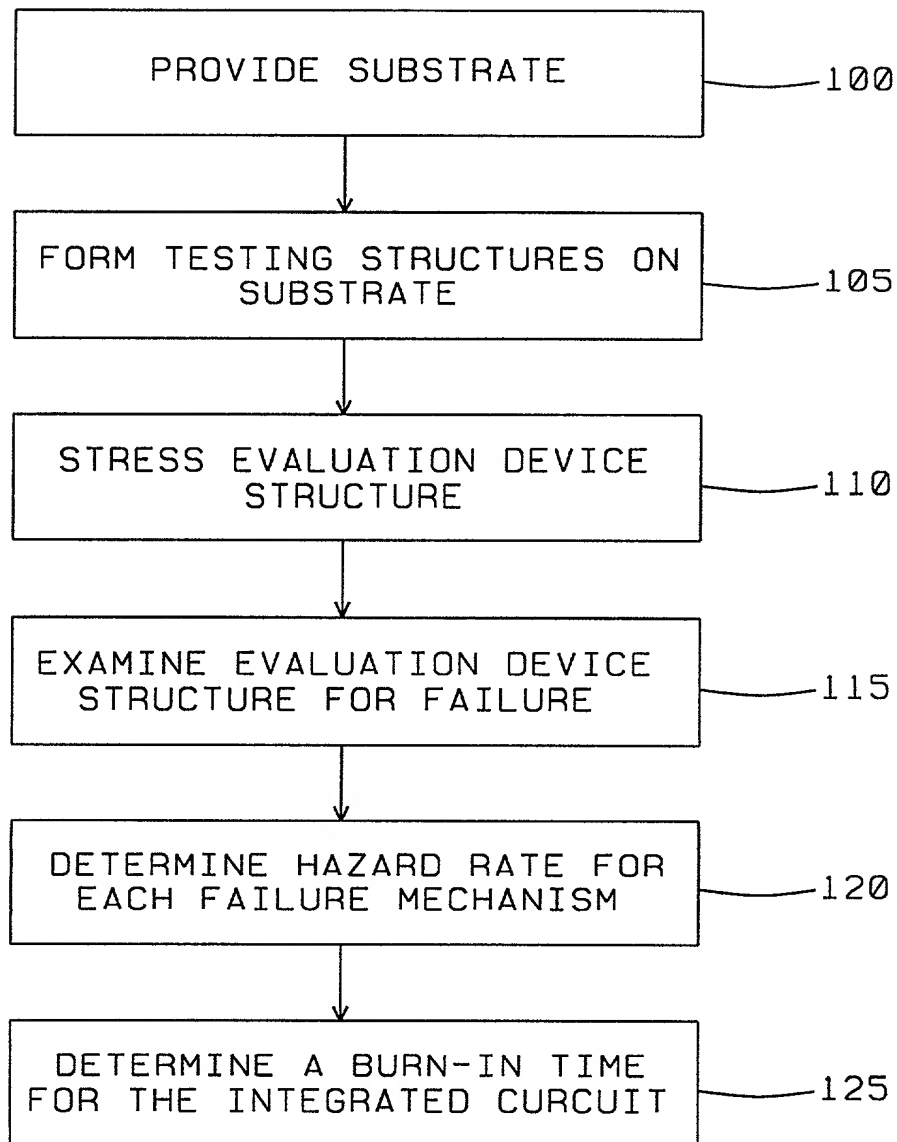 PROVIDE SUBSTRATE
100
FORM TESTING STRUCTURES ON
SUBSTRATE
105
STRESS EVALUATION DEVICE
STRUCTURE
110
EXAMINE EVALUATION DEVICE
STRUCTURE FOR FAILURE
115
DETERMINE HAZARD RATE FOR
EACH FAILURE MECHANISM
120
DETERMINE A BURN-IN TIME
FOR THE INTEGRATED CURCUIT
125